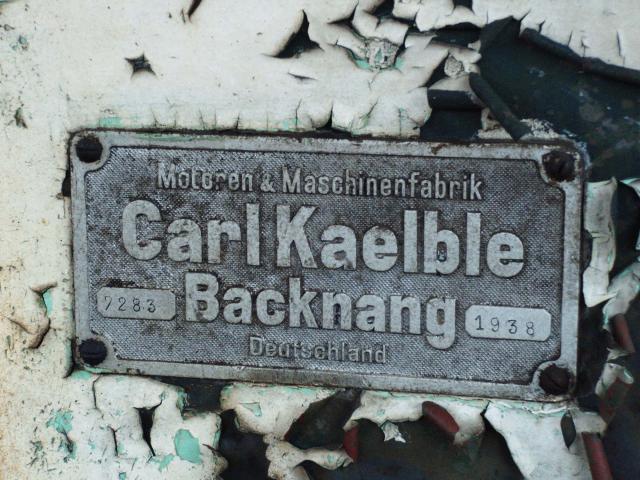 Motoren & Maschinenfabrik
Carl Kaelble
7283 Backnang 1938
Deutschland